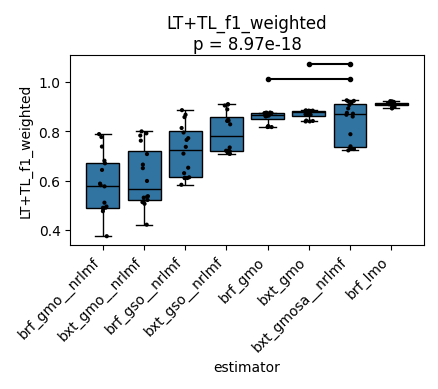 LT+TL_f1_weighted
p = 8.97e-18
LT+TL_f1_weighted
1.0
0.8
0.6
0.4
brf_gmo__nrlmf
bxt_gmo__nrlmf
brf_gso__nrlmf
bxt_gso__nrlmf
brf_gmo
bxt_gmo
bxt_gmosa__nrlmf
brf_lmo
estimator